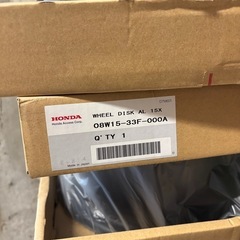 HONDA
Honda Access Corp.
WHEEL DISK AL 15X
08W15-33F-000A
Q'TY 1